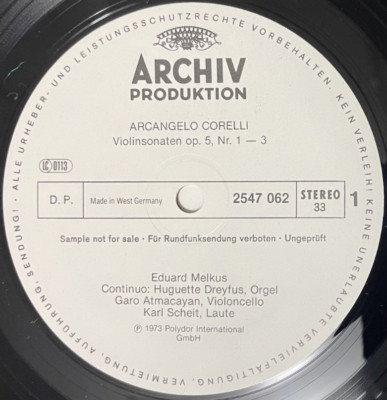 ALLE URHEBER- UND LEISTUNGSSCHUTZRECHTE VORBEHALTEN. KEIN VERLEIH! KEINE UNERLAUBTE VERVIELFÄLTIGUNG, VERMIETUNG, AUFFÜHRUNG, SENDUNG!
ARCHIV
PRODUKTION
ARCANGELO CORELLI
Violinsonaten op. 5, Nr. 1 — 3
LC 0113
D. P. Made in West Germany 2547 062 STEREO 33 1
Sample not for sale · Für Rundfunksendung verboten · Ungeprüft
Eduard Melkus
Continuo: Huguette Dreyfus, Orgel
Garo Atmacayan, Violoncello
Karl Scheit, Laute
Ⓟ 1973 Polydor International
GmbH